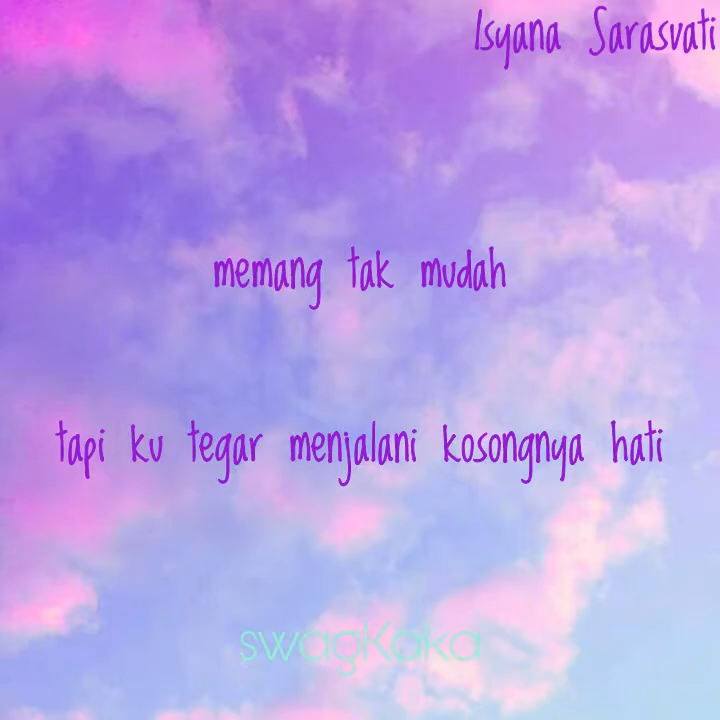 Isyana Sarasvati
memang tak mudah
tapi ku tegar menjalani kosongnya hati
swagKaka